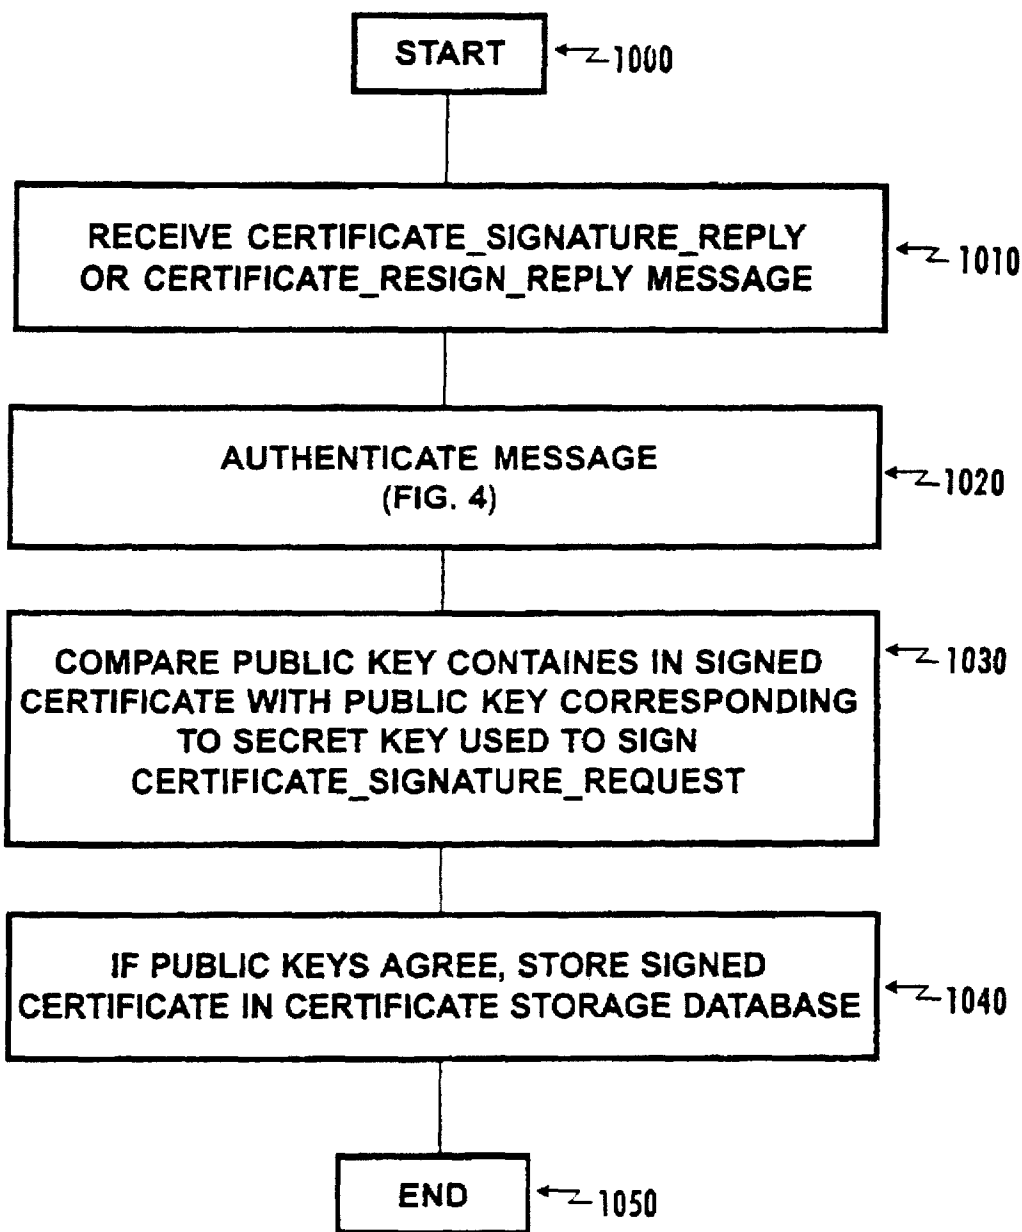 START
1000
RECEIVE CERTIFICATE_SIGNATURE_REPLY
OR CERTIFICATE_RESIGN_REPLY MESSAGE
1010
AUTHENTICATE MESSAGE
(FIG. 4)
1020
COMPARE PUBLIC KEY CONTAINES IN SIGNED
CERTIFICATE WITH PUBLIC KEY CORRESPONDING
TO SECRET KEY USED TO SIGN
CERTIFICATE_SIGNATURE_REQUEST
1030
IF PUBLIC KEYS AGREE, STORE SIGNED
CERTIFICATE IN CERTIFICATE STORAGE DATABASE
1040
END
1050